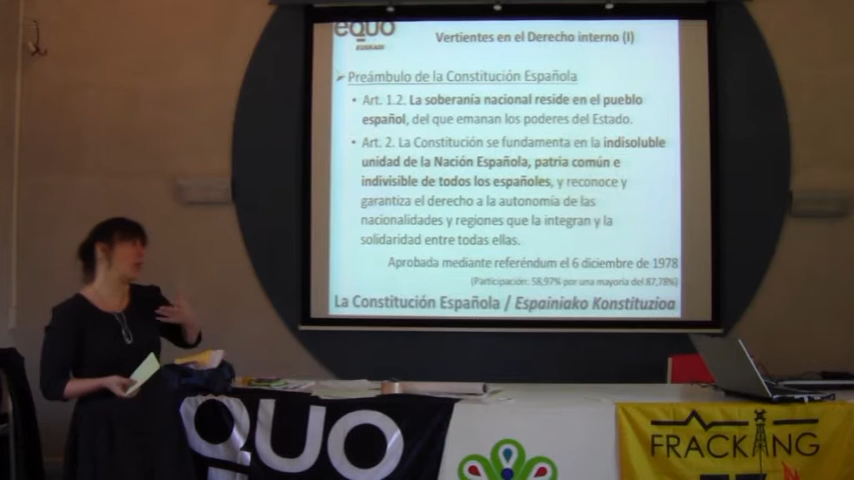 equo
EUSKADI
Vertientes en el Derecho interno (I)
➢ Preámbulo de la Constitución Española
• Art. 1.2. La soberanía nacional reside en el pueblo
español, del que emanan los poderes del Estado.
• Art. 2. La Constitución se fundamenta en la indisoluble
unidad de la Nación Española, patria común e
indivisible de todos los españoles, y reconoce y
garantiza el derecho a la autonomía de las
nacionalidades y regiones que la integran y la
solidaridad entre todas ellas.
Aprobada mediante referéndum el 6 diciembre de 1978
(Participación: 58,97% por una mayoría del 87,78%)
La Constitución Española / Espainiako Konstituzioa
QUO
FRACKING